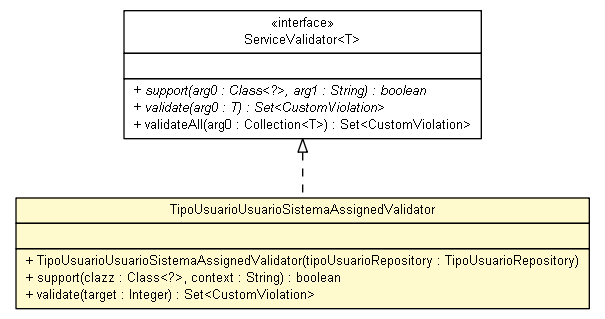 «interface»
ServiceValidator<T>
+ support(arg0 : Class<?>, arg1 : String) : boolean
+ validate(arg0 : T) : Set<CustomViolation>
+ validateAll(arg0 : Collection<T>) : Set<CustomViolation>
TipoUsuarioUsuarioSistemaAssignedValidator
+ TipoUsuarioUsuarioSistemaAssignedValidator(tipoUsuarioRepository : TipoUsuarioRepository)
+ support(clazz : Class<?>, context : String) : boolean
+ validate(target : Integer) : Set<CustomViolation>